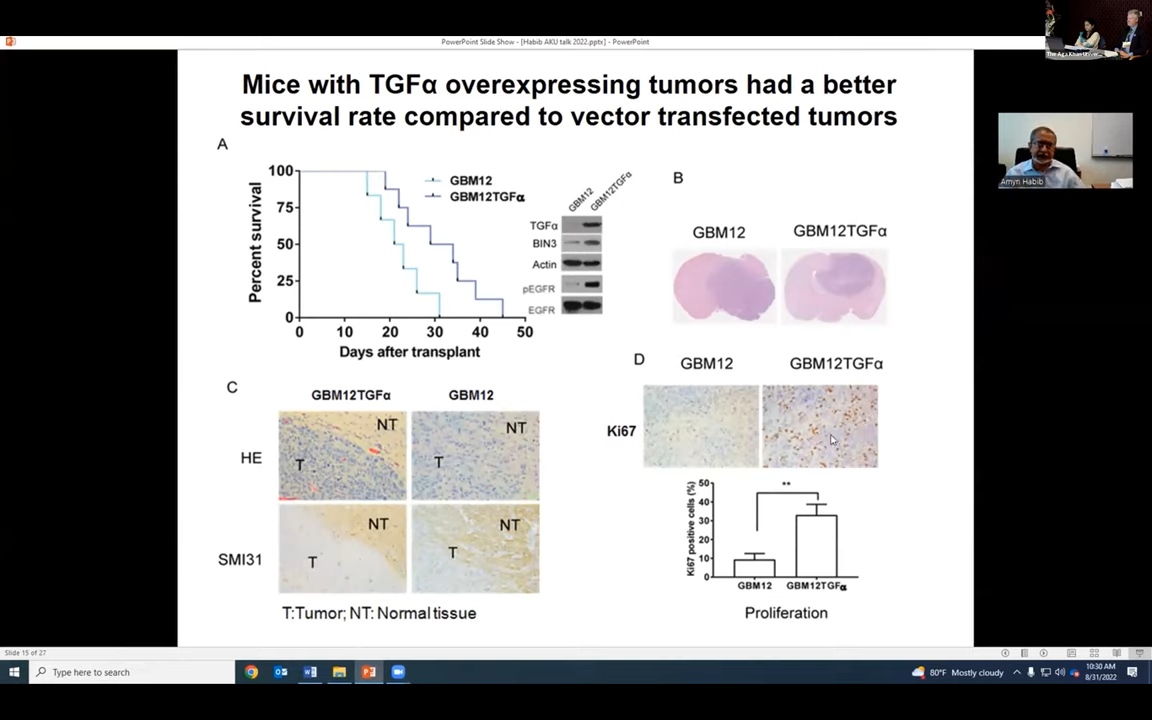 PowerPoint Slide Show - [Habib AKU talk 2022.pptx] - PowerPoint
The Aga Khan Univer...
Amyn Habib
Mice with TGFα overexpressing tumors had a better
survival rate compared to vector transfected tumors
A
100
75
50
25
0
Percent survival
0 10 20 30 40 50
Days after transplant
GBM12
GBM12TGFα
GBM12
GBM12TGFα
TGFα
BIN3
Actin
pEGFR
EGFR
B
GBM12
GBM12TGFα
C
GBM12TGFα
GBM12
HE
NT
T
NT
T
SMI31
NT
T
NT
T
T:Tumor; NT: Normal tissue
D
GBM12
GBM12TGFα
Ki67
Ki67 positive cells (%)
50
40
30
20
10
0
**
GBM12
GBM12TGFα
Proliferation
Slide 15 of 27
Type here to search
80°F Mostly cloudy
10:30 AM
8/31/2022